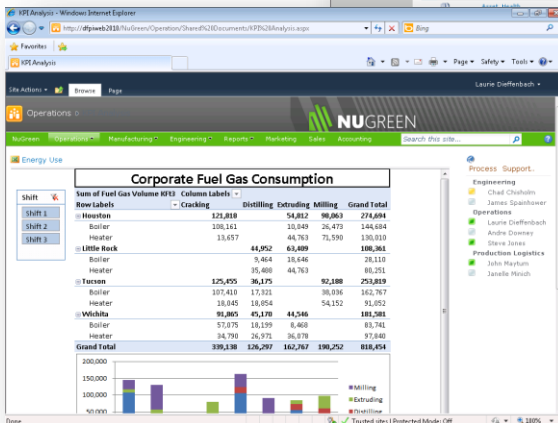 KPI Analysis - Windows Internet Explorer
http://dfpiweb2010/NuGreen/Operation/Shared%20Documents/KPI%20Analysis.aspx
Bing
Favorites
KPI Analysis
Page Safety Tools
Site Actions
Browse
Page
Laurie Dieffenbach
Operations
NUGREEN
NuGreen Operations Manufacturing Engineering Reports Marketing Sales Accounting
Search this site...
Energy Use
Corporate Fuel Gas Consumption
Sum of Fuel Gas Volume KFt3 Column Labels
Row Labels Cracking Distilling Extruding Milling Grand Total
Houston 121,818 54,812 98,063 274,694
Boiler 108,161 10,049 26,473 144,684
Heater 13,657 44,763 71,590 130,010
Little Rock 44,952 63,409 108,361
Boiler 9,464 18,646 28,110
Heater 35,488 44,763 80,251
Tucson 125,455 36,175 92,188 253,819
Boiler 107,410 17,321 38,036 162,767
Heater 18,045 18,854 54,152 91,052
Wichita 91,865 45,170 44,546 181,581
Boiler 57,075 18,199 8,468 83,741
Heater 34,790 26,971 36,078 97,840
Grand Total 339,138 126,297 162,767 190,252 818,454
Shift
Shift 1
Shift 2
Shift 3
200,000
150,000
100,000
50,000
Milling
Extruding
Distilling
Process Support
Engineering
Chad Chisholm
James Spainhower
Operations
Laurie Dieffenbach
Andre Downey
Steve Jones
Production Logistics
John Maytum
Janelle Minich
Done
Trusted sites | Protected Mode: Off
100%